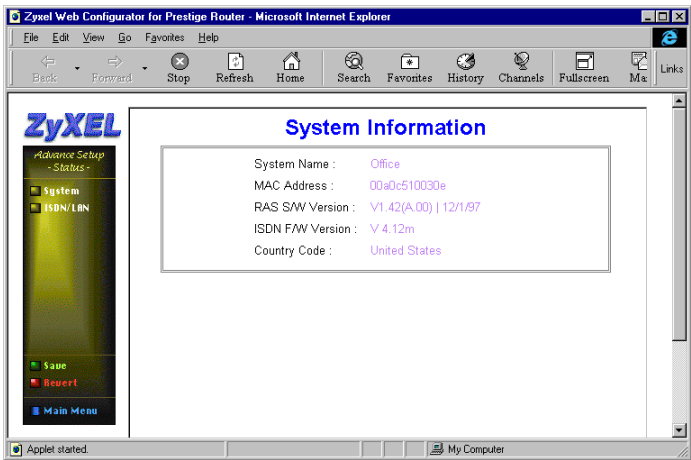 Zyxel Web Configurator for Prestige Router - Microsoft Internet Explorer
File Edit View Go Favorites Help
Back Forward Stop Refresh Home Search Favorites History Channels Fullscreen Ma Links
ZyXEL
Advance Setup
- Status -
System
ISDN/LAN
Save
Revert
Main Menu
System Information
System Name : Office
MAC Address : 00a0c510030e
RAS S/W Version : V1.42(A.00) | 12/1/97
ISDN F/W Version : V 4.12m
Country Code : United States
Applet started. My Computer